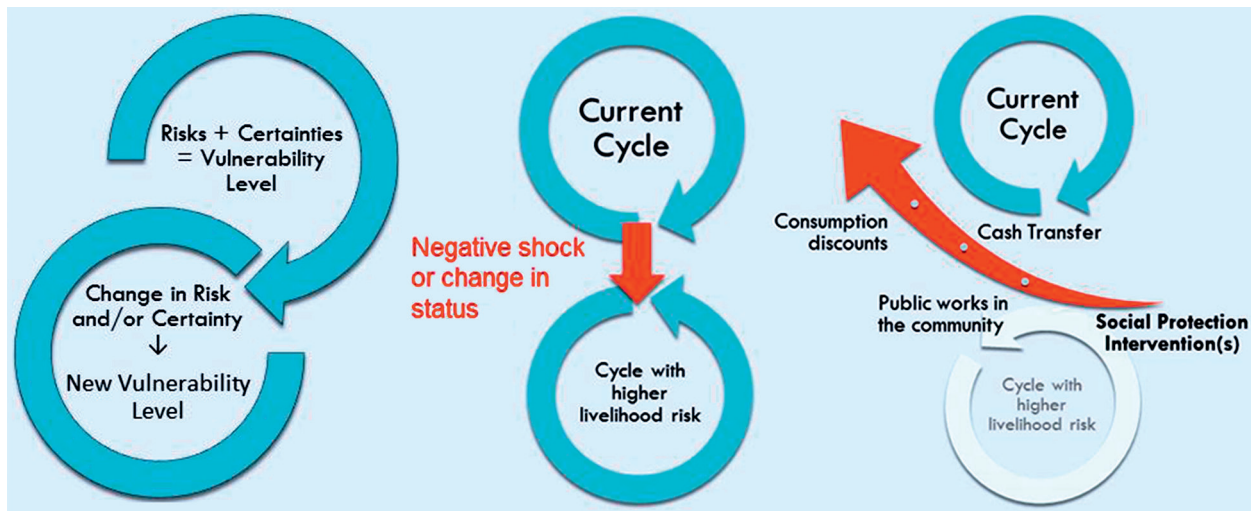 Risks + Certainties
= Vulnerability
Level
Change in Risk
and/or Certainty
↓
New Vulnerability
Level
Current
Cycle
Negative shock
or change in
status
Cycle with
higher
livelihood risk
Current
Cycle
Consumption
discounts
Cash Transfer
Public works in
the community
Social Protection
Intervention(s)
Cycle with
higher
livelihood risk